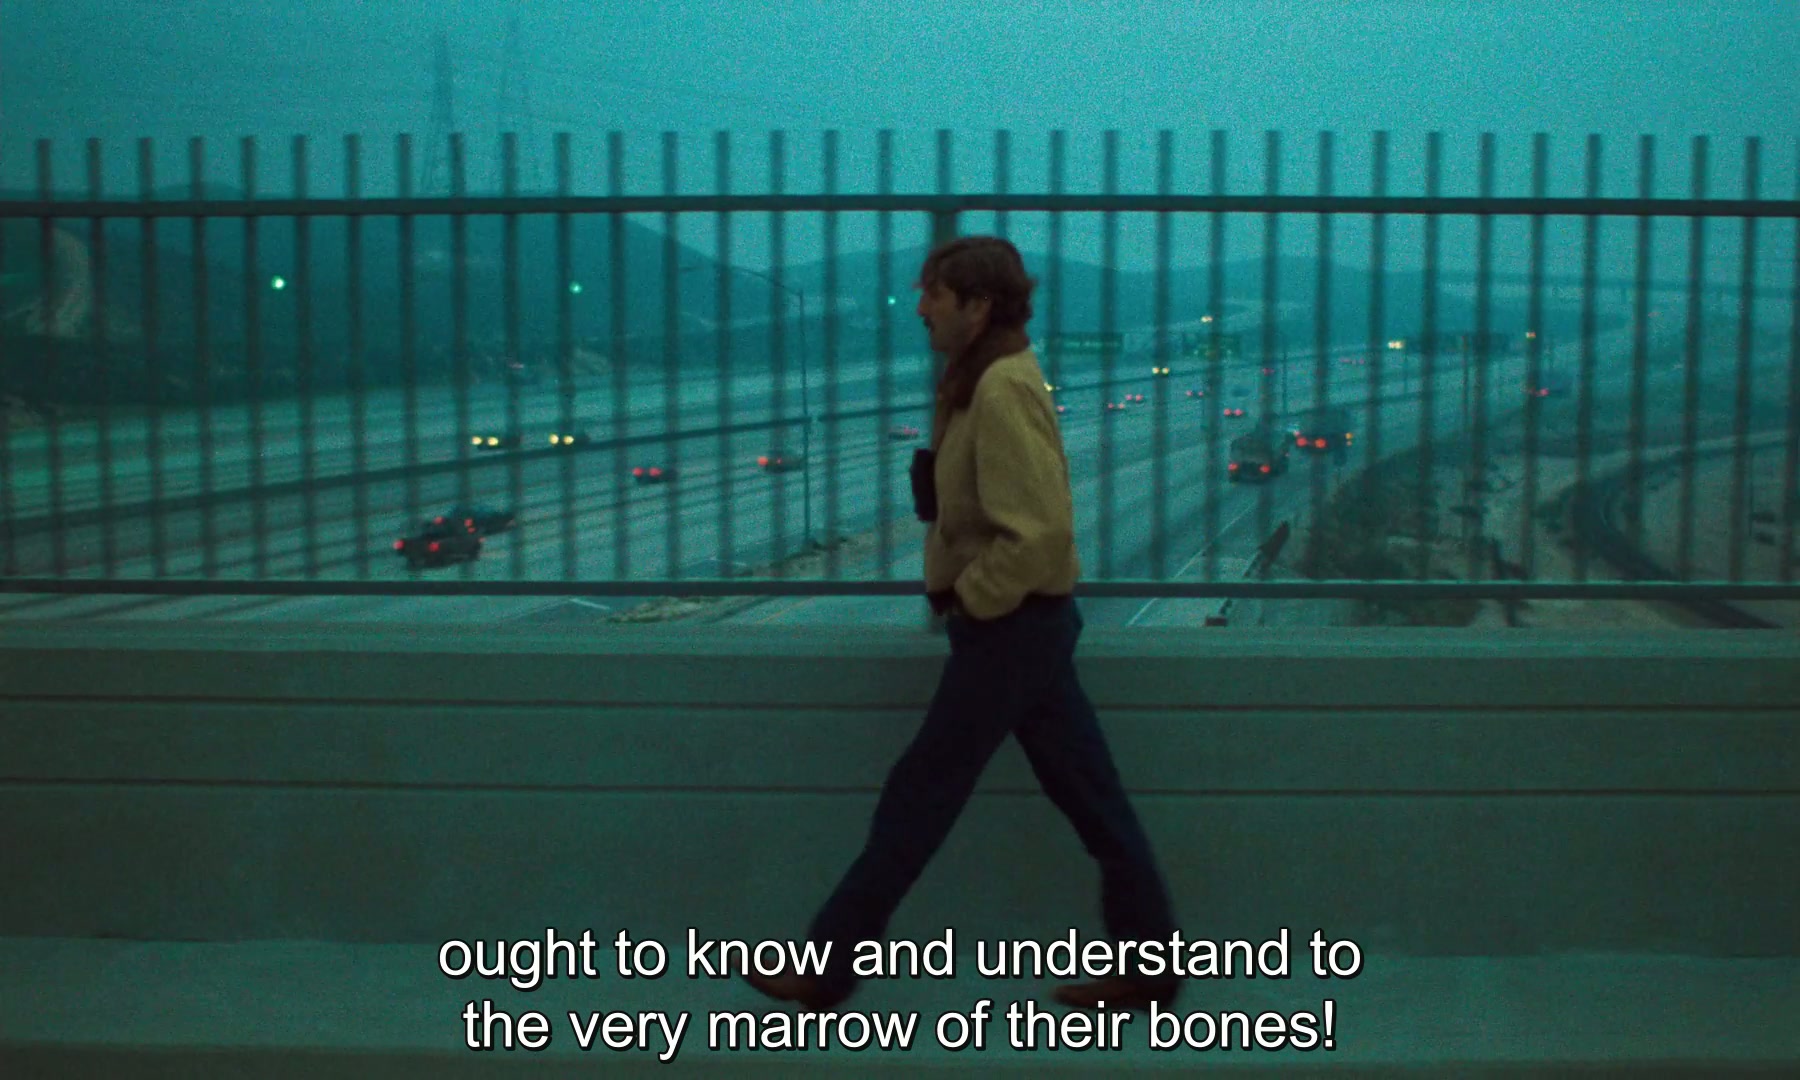 ought to know and understand to
the very marrow of their bones!